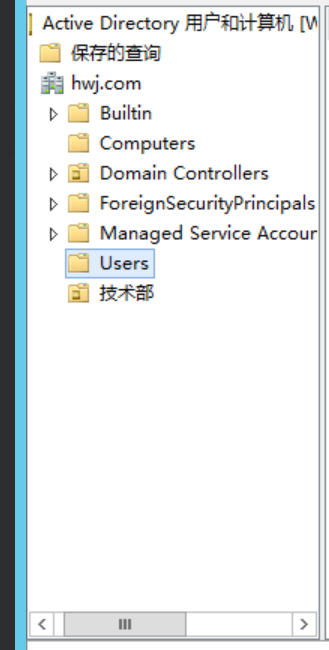 Active Directory 用户和计算机 [W
保存的查询
hwj.com
Builtin
Computers
Domain Controllers
ForeignSecurityPrincipals
Managed Service Accour
Users
技术部